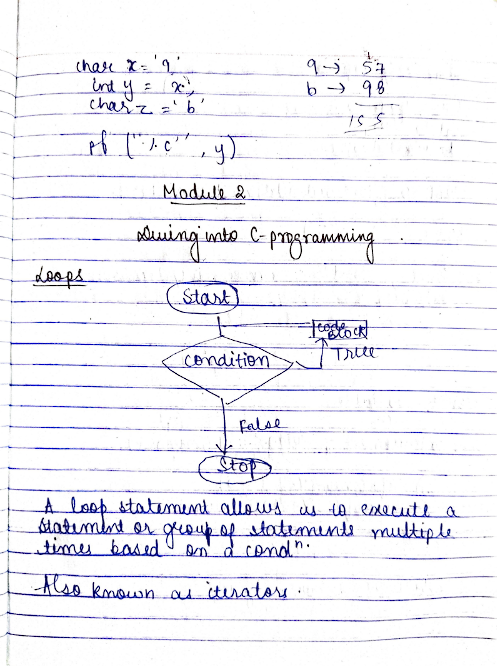 char x = '9'        9 → 57
int y = x;        b → 98
char z = 'b'        155
pf ("%c", y)
Module 2
Diving into C-programming.
Loops
Start
code
Block
Condition
True
False
Stop
A loop statement allows us to execute a
statement or group of statements multiple
times based on a condⁿ.
Also known as iterators.